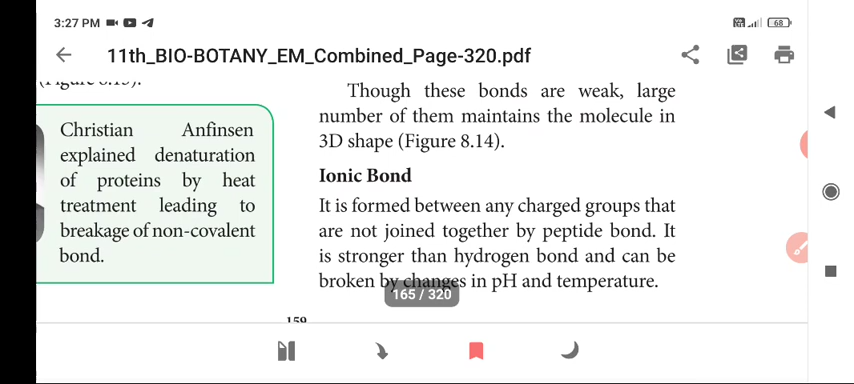 3:27 PM
68
11th_BIO-BOTANY_EM_Combined_Page-320.pdf
Christian Anfinsen
explained denaturation
of proteins by heat
treatment leading to
breakage of non-covalent
bond.
Though these bonds are weak, large
number of them maintains the molecule in
3D shape (Figure 8.14).
Ionic Bond
It is formed between any charged groups that
are not joined together by peptide bond. It
is stronger than hydrogen bond and can be
broken by changes in pH and temperature.
165 / 320